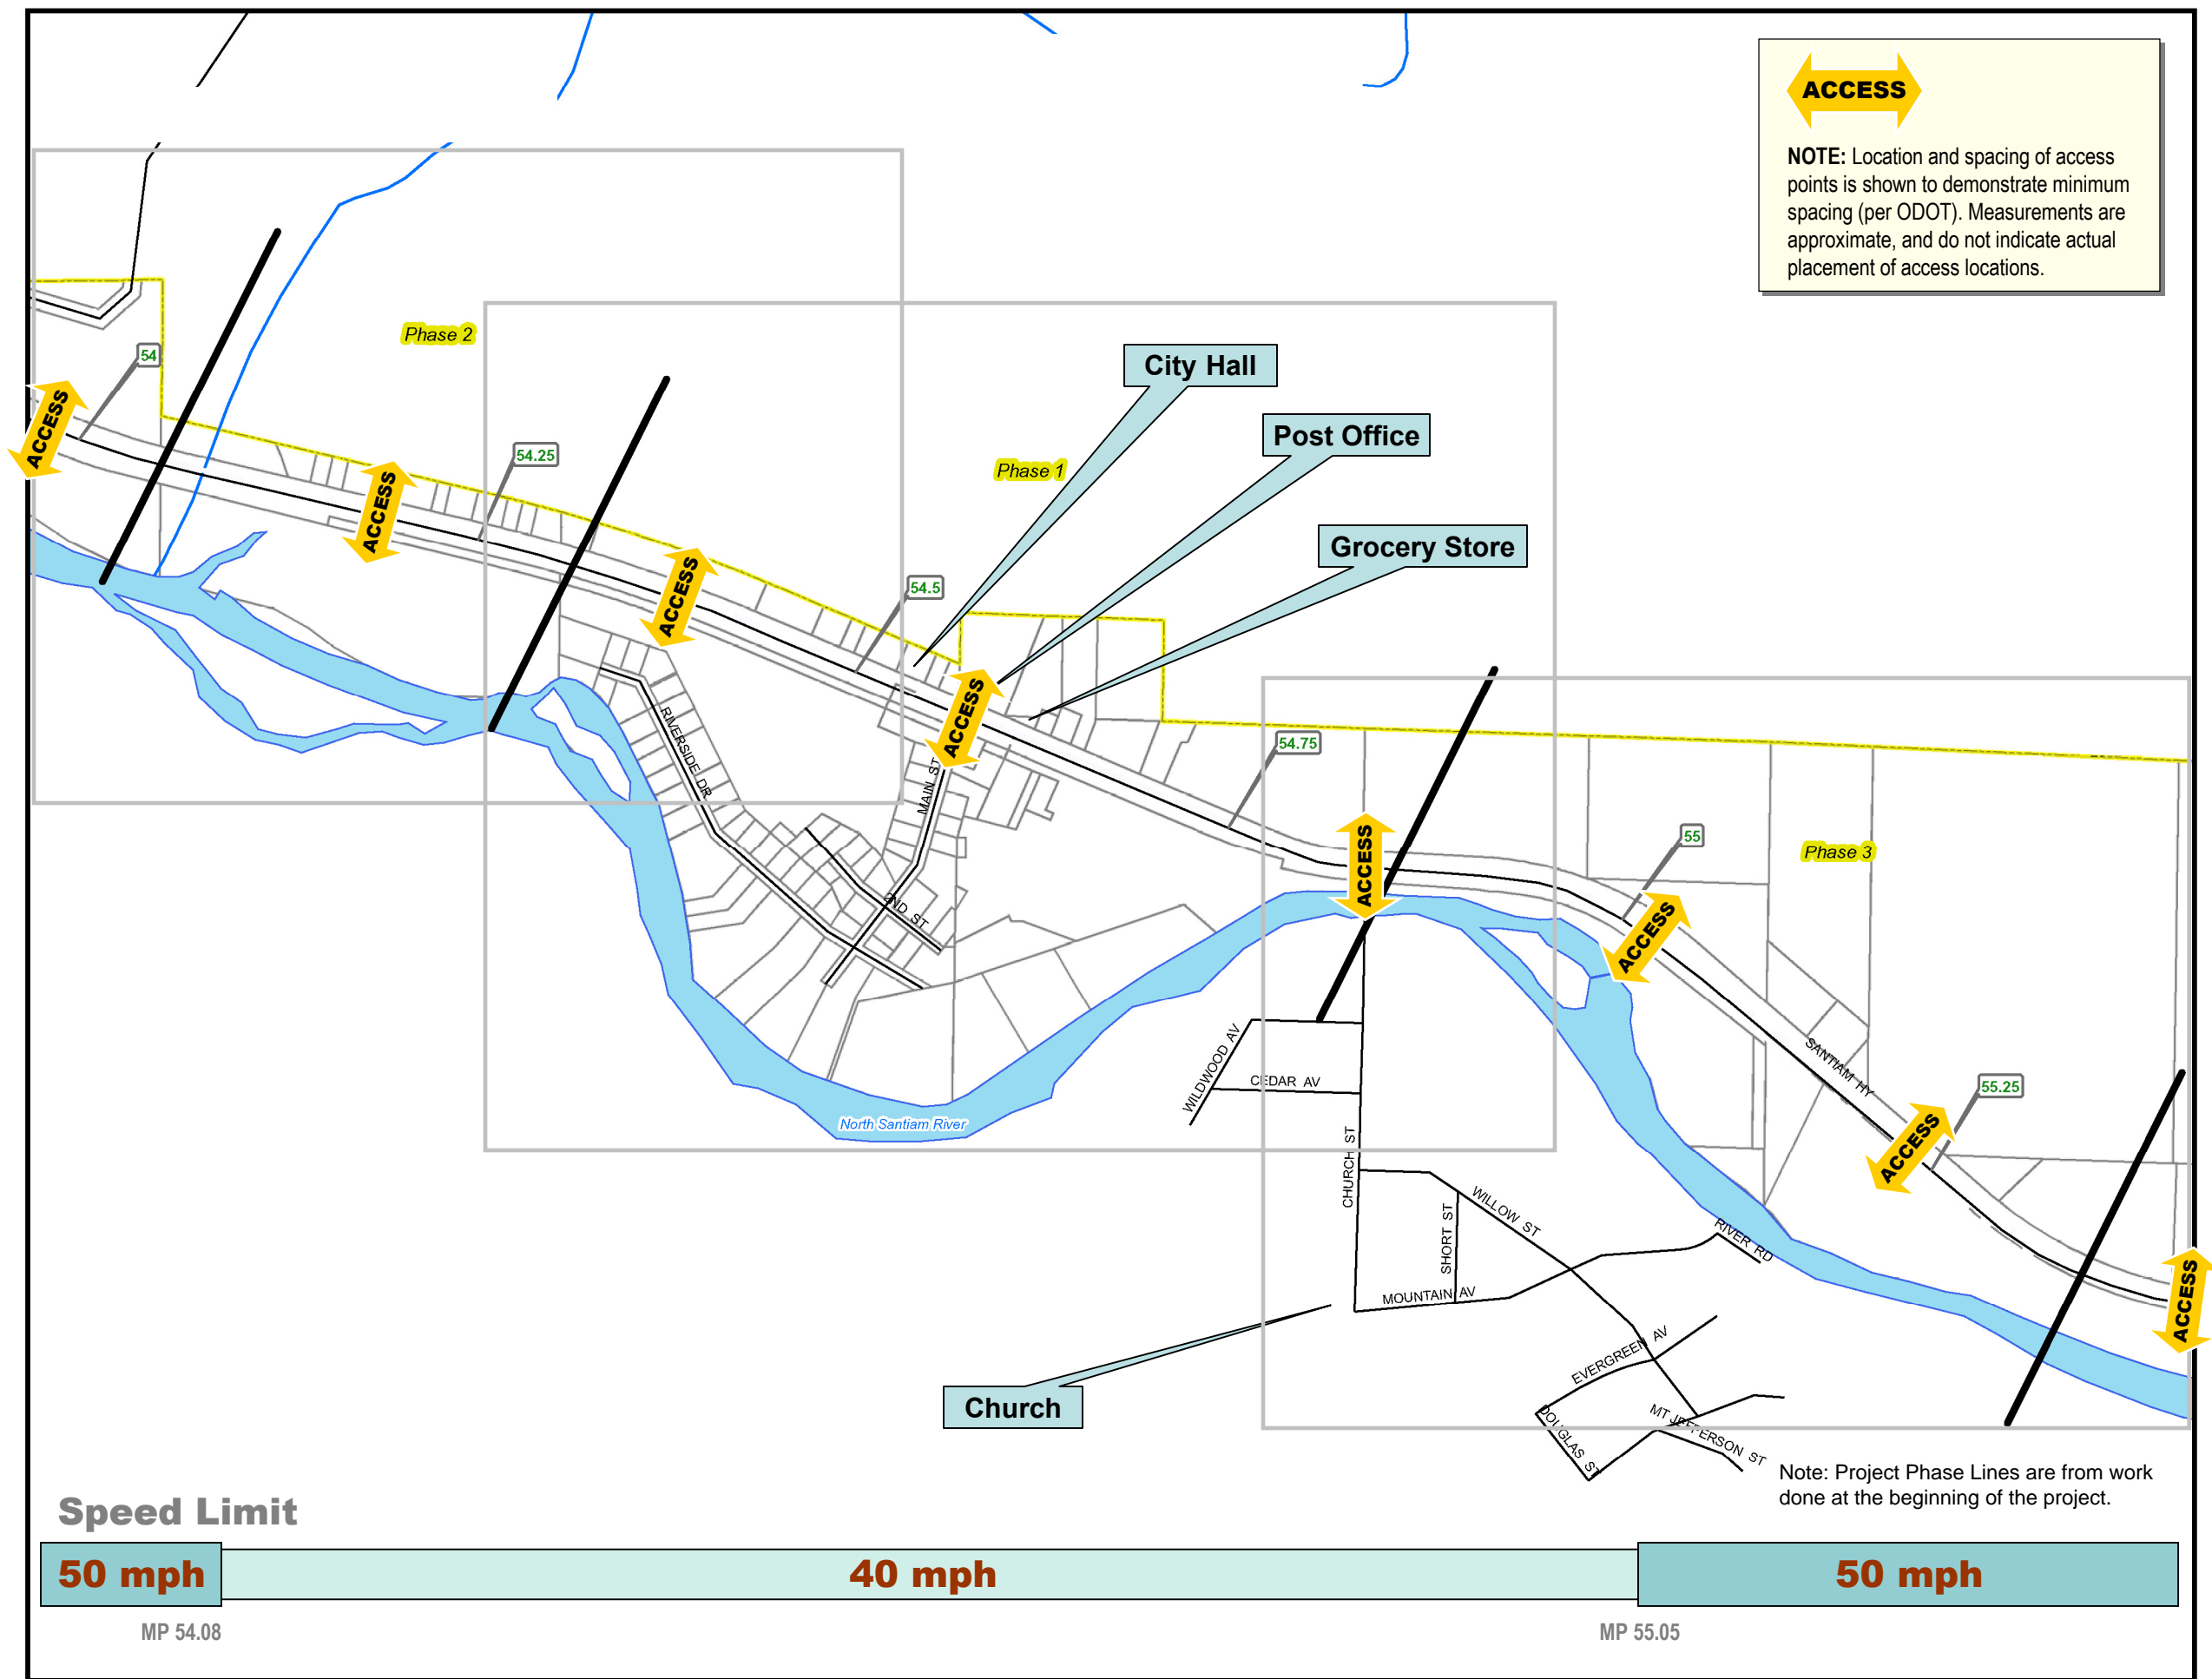 ACCESS
NOTE: Location and spacing of access
points is shown to demonstrate minimum
spacing (per ODOT). Measurements are
approximate, and do not indicate actual
placement of access locations.
Phase 2
54
City Hall
Post Office
ACCESS
54.25
Phase 1
ACCESS
Grocery Store
ACCESS
54.5
ACCESS
RIVERSIDE DR
MAIN ST
54.75
ACCESS
55
Phase 3
2ND ST
ACCESS
WILDWOOD AV
CEDAR AV
SANTIAM HY
55.25
North Santiam River
ACCESS
CHURCH ST
SHORT ST
WILLOW ST
RIVER RD
MOUNTAIN AV
ACCESS
EVERGREEN AV
Church
DOUGLAS ST
MT JEFFERSON ST
Note: Project Phase Lines are from work
done at the beginning of the project.
Speed Limit
50 mph
40 mph
50 mph
MP 54.08
MP 55.05